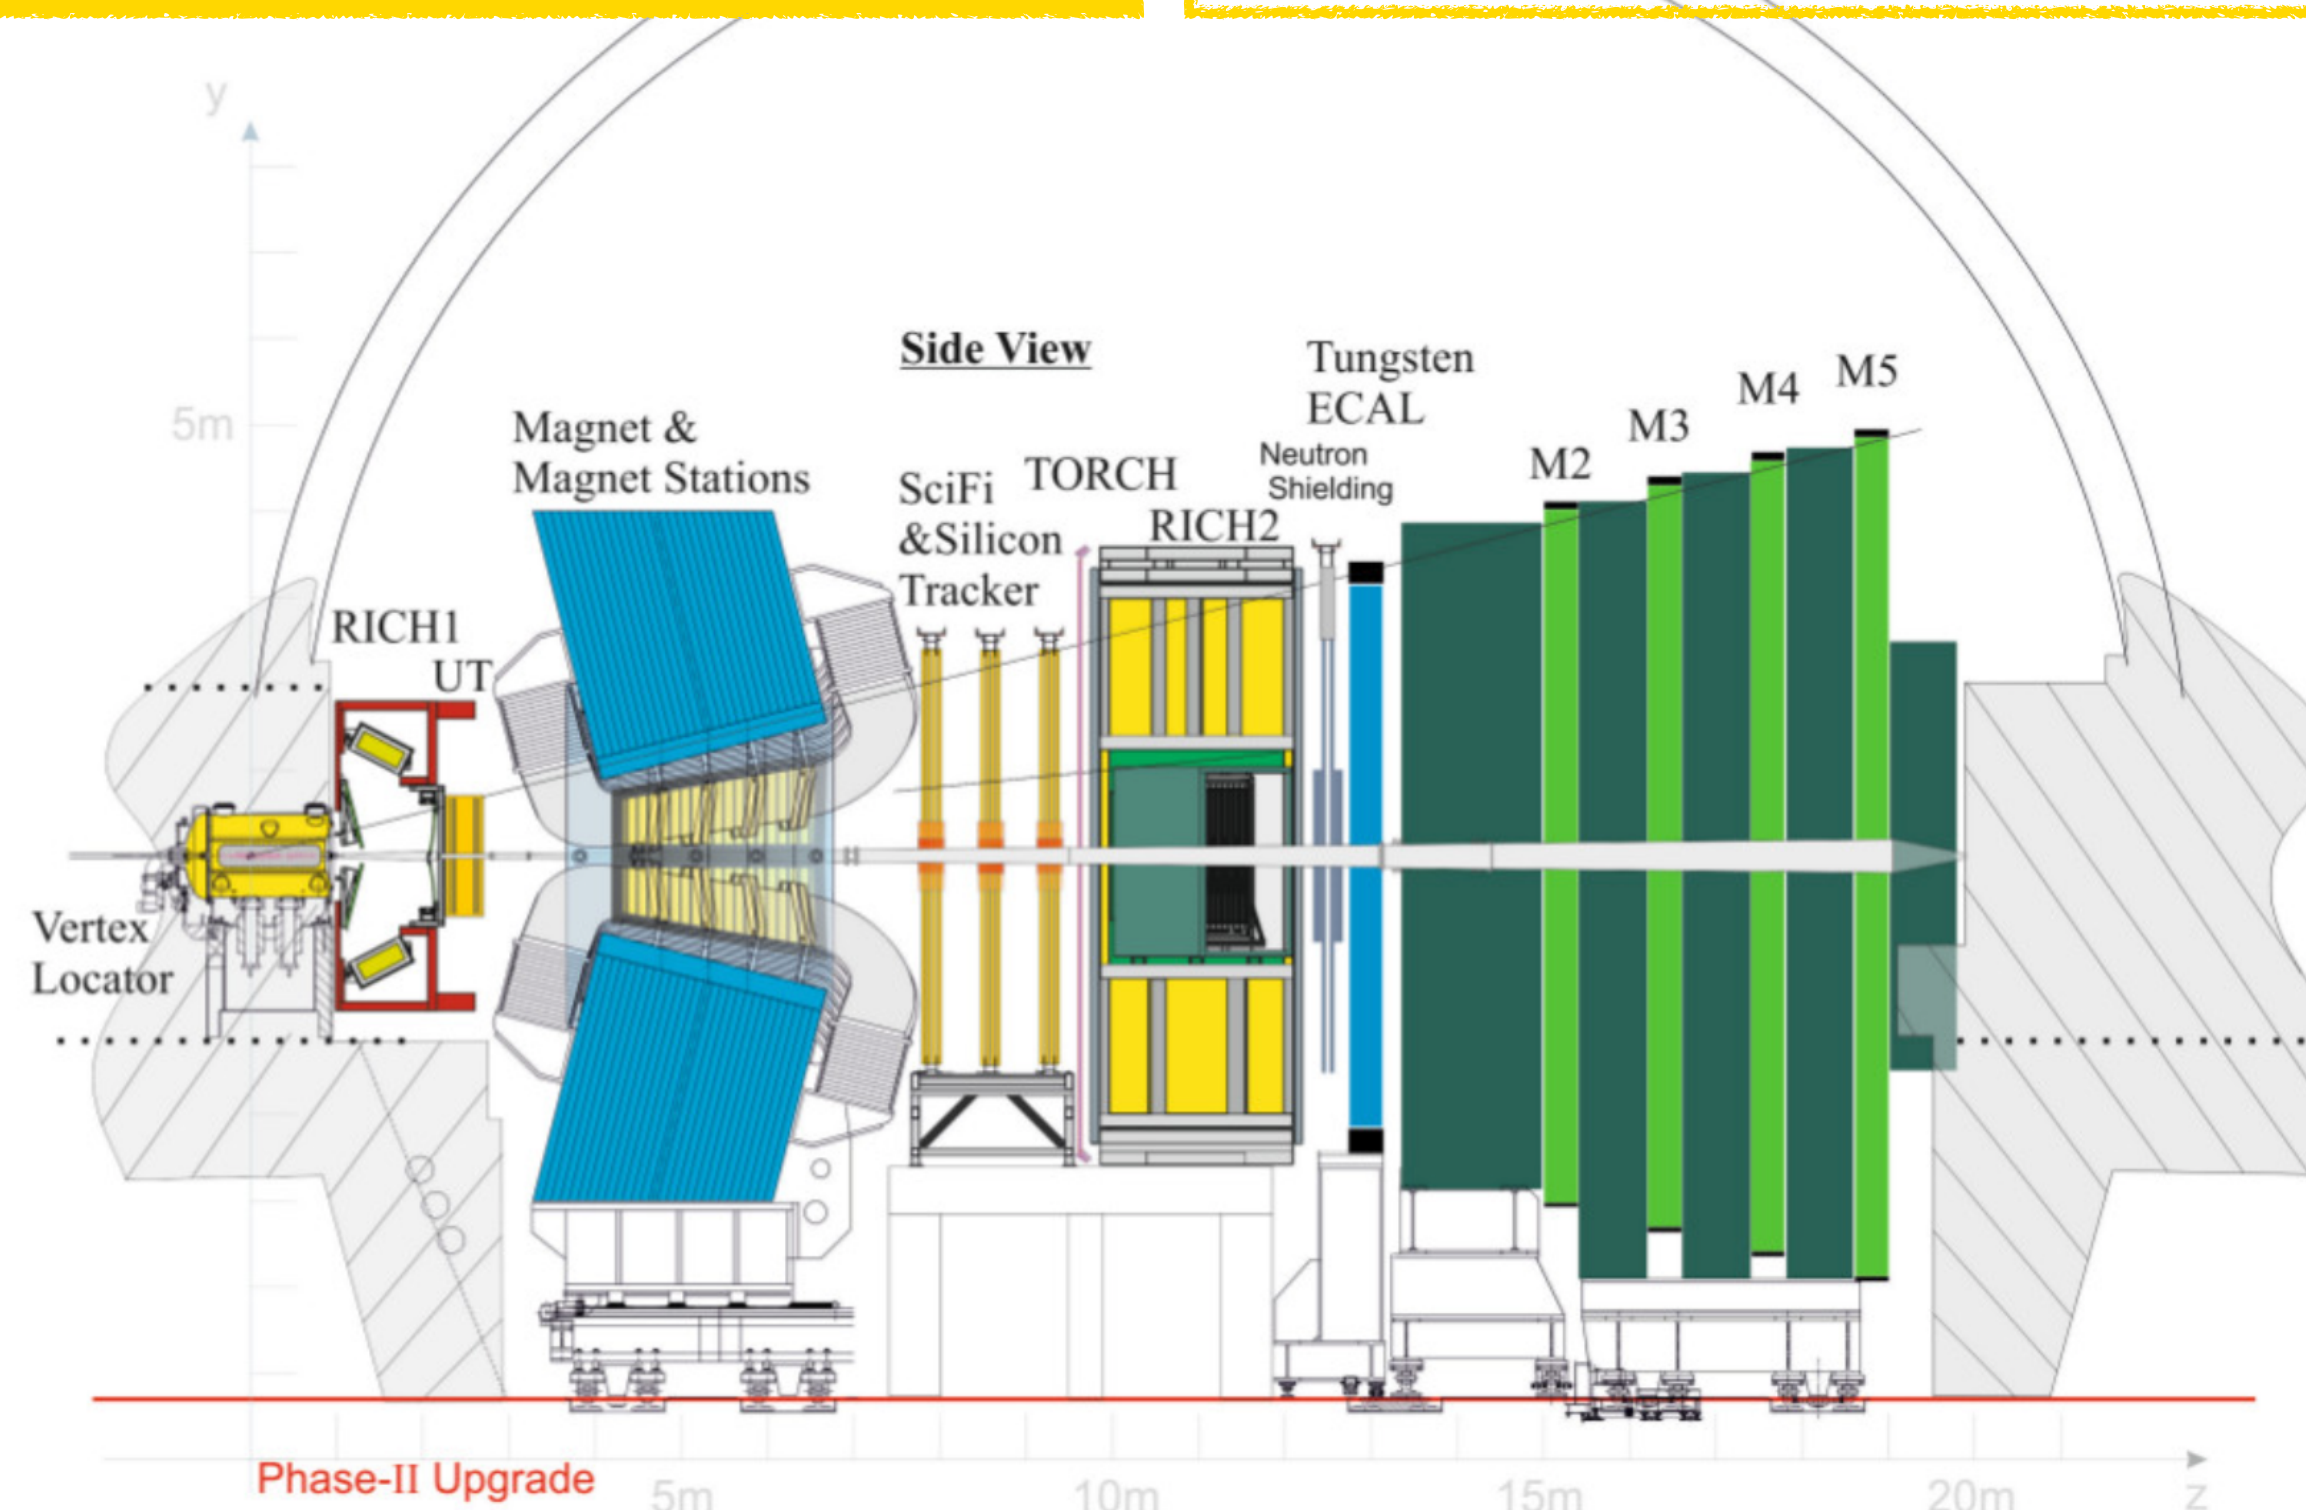 y
5m
Side View
Tungsten
ECAL
M5
M4
M3
M2
Magnet &
Magnet Stations
Neutron
Shielding
SciFi
&Silicon
Tracker
TORCH
RICH2
RICH1
UT
Vertex
Locator
Phase-II Upgrade
5m
10m
15m
20m
z